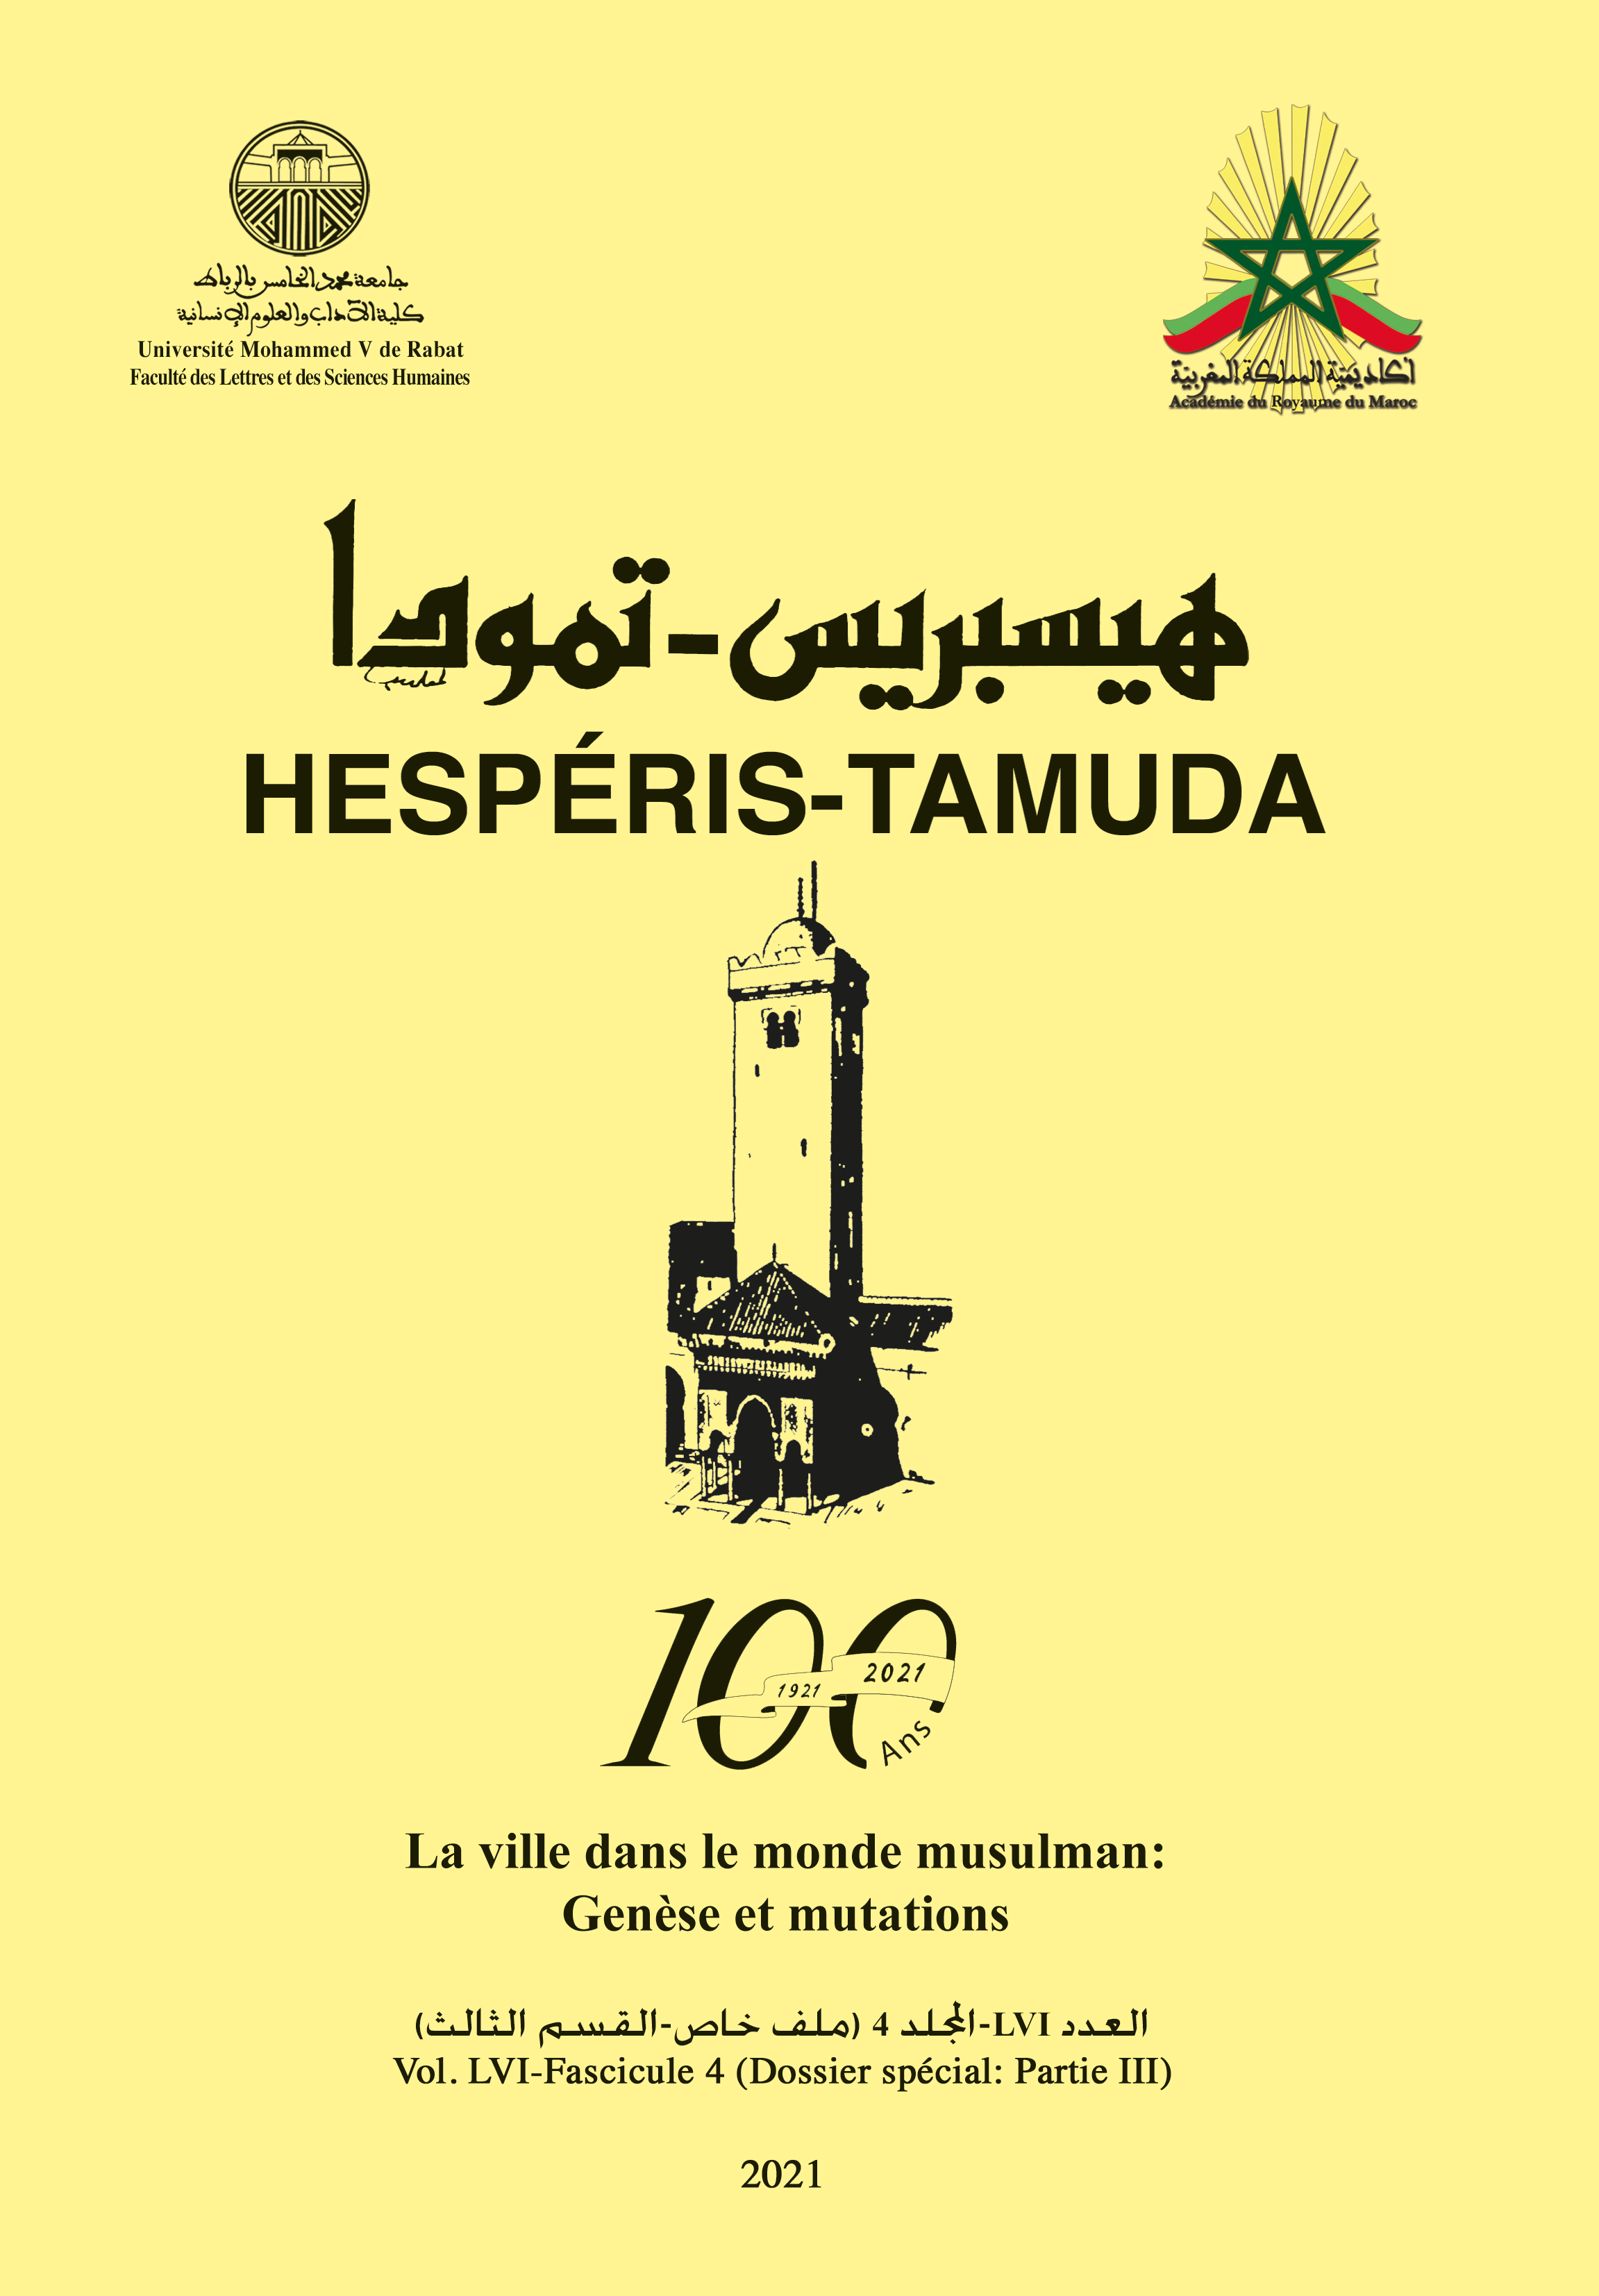 جامعة محمد الخامس بالرباط
كلية الآداب والعلوم الإنسانية
Université Mohammed V de Rabat
Faculté des Lettres et des Sciences Humaines
أكاديمية المملكة المغربية
Académie du Royaume du Maroc
هيسبريس-تمودا
HESPÉRIS-TAMUDA
100
1921
2021
Ans
La ville dans le monde musulman:
Genèse et mutations
العدد LVI-المجلد 4 (ملف خاص-القسم الثالث)
Vol. LVI-Fascicule 4 (Dossier spécial: Partie III)
2021